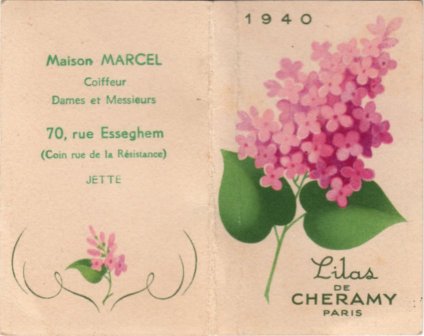 Maison MARCEL
Coiffeur
Dames et Messieurs
70, rue Esseghem
(Coin rue de la Résistance)
JETTE
1940
Lilas
DE
CHERAMY
PARIS